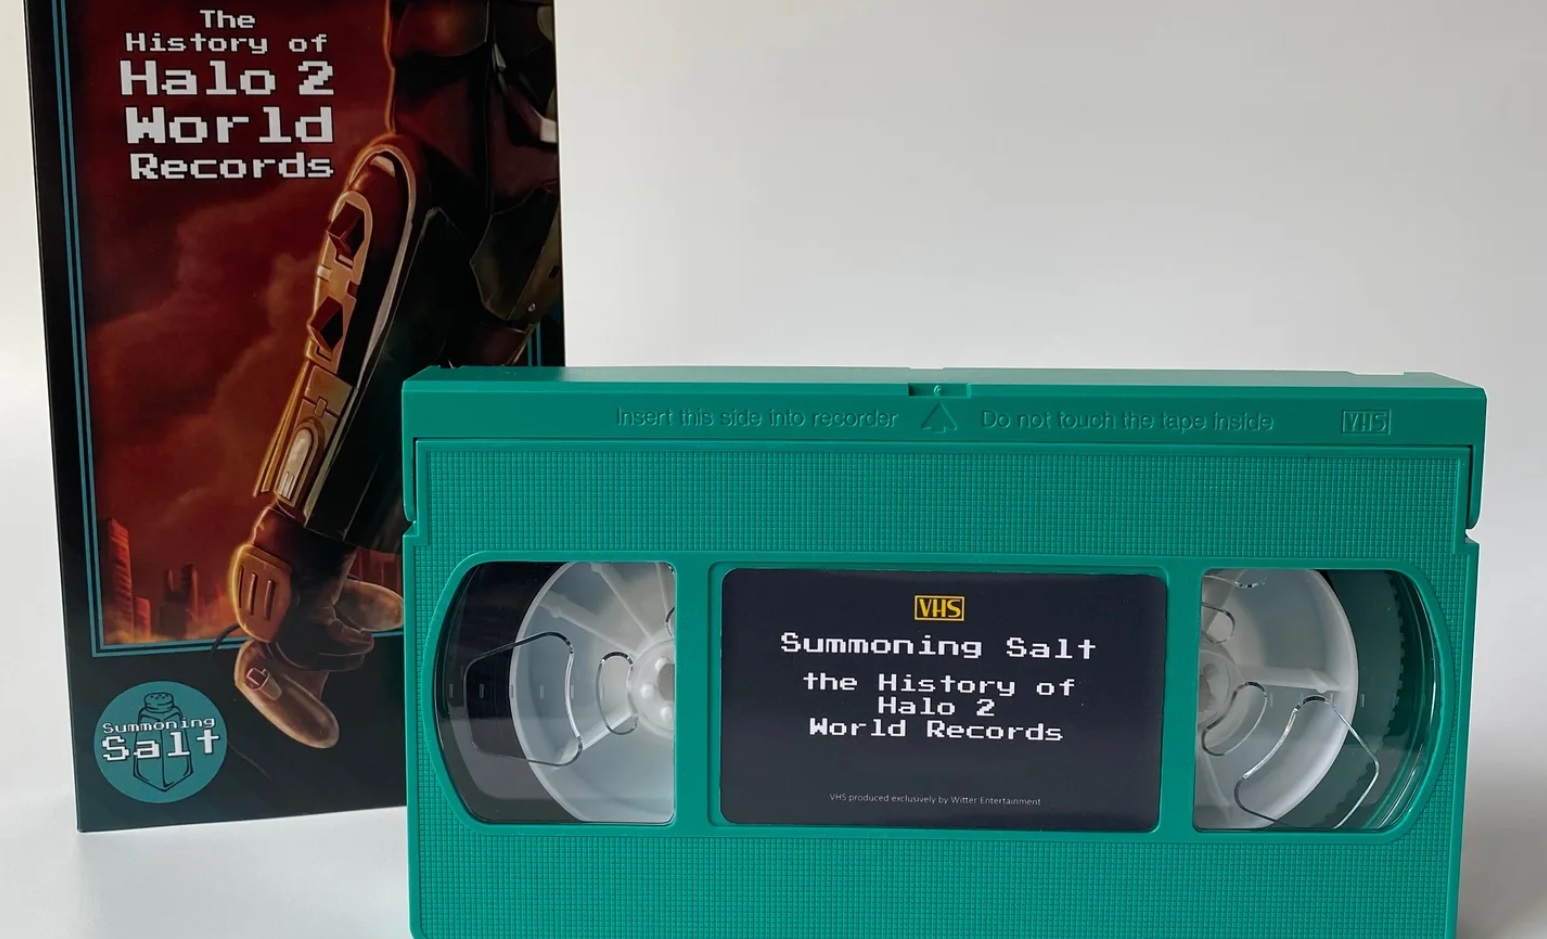 The
History of
Halo 2
World
Records
Summoning
Salt
Insert this side into recorder Do not touch the tape inside VHS
VHS
Summoning Salt
the History of
Halo 2
World Records
VHS produced exclusively by Witter Entertainment